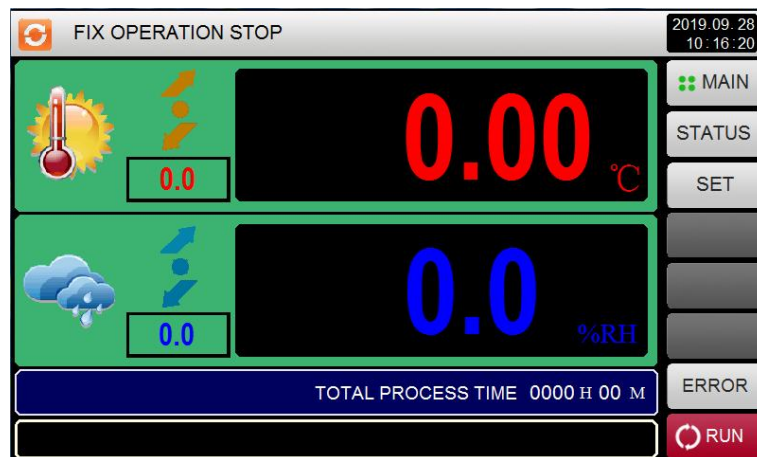 FIX OPERATION STOP
2019.09.28
10:16:20
MAIN
STATUS
SET
0.00 ℃
0.0
0.0 %RH
0.0
TOTAL PROCESS TIME 0000 H 00 M
ERROR
RUN